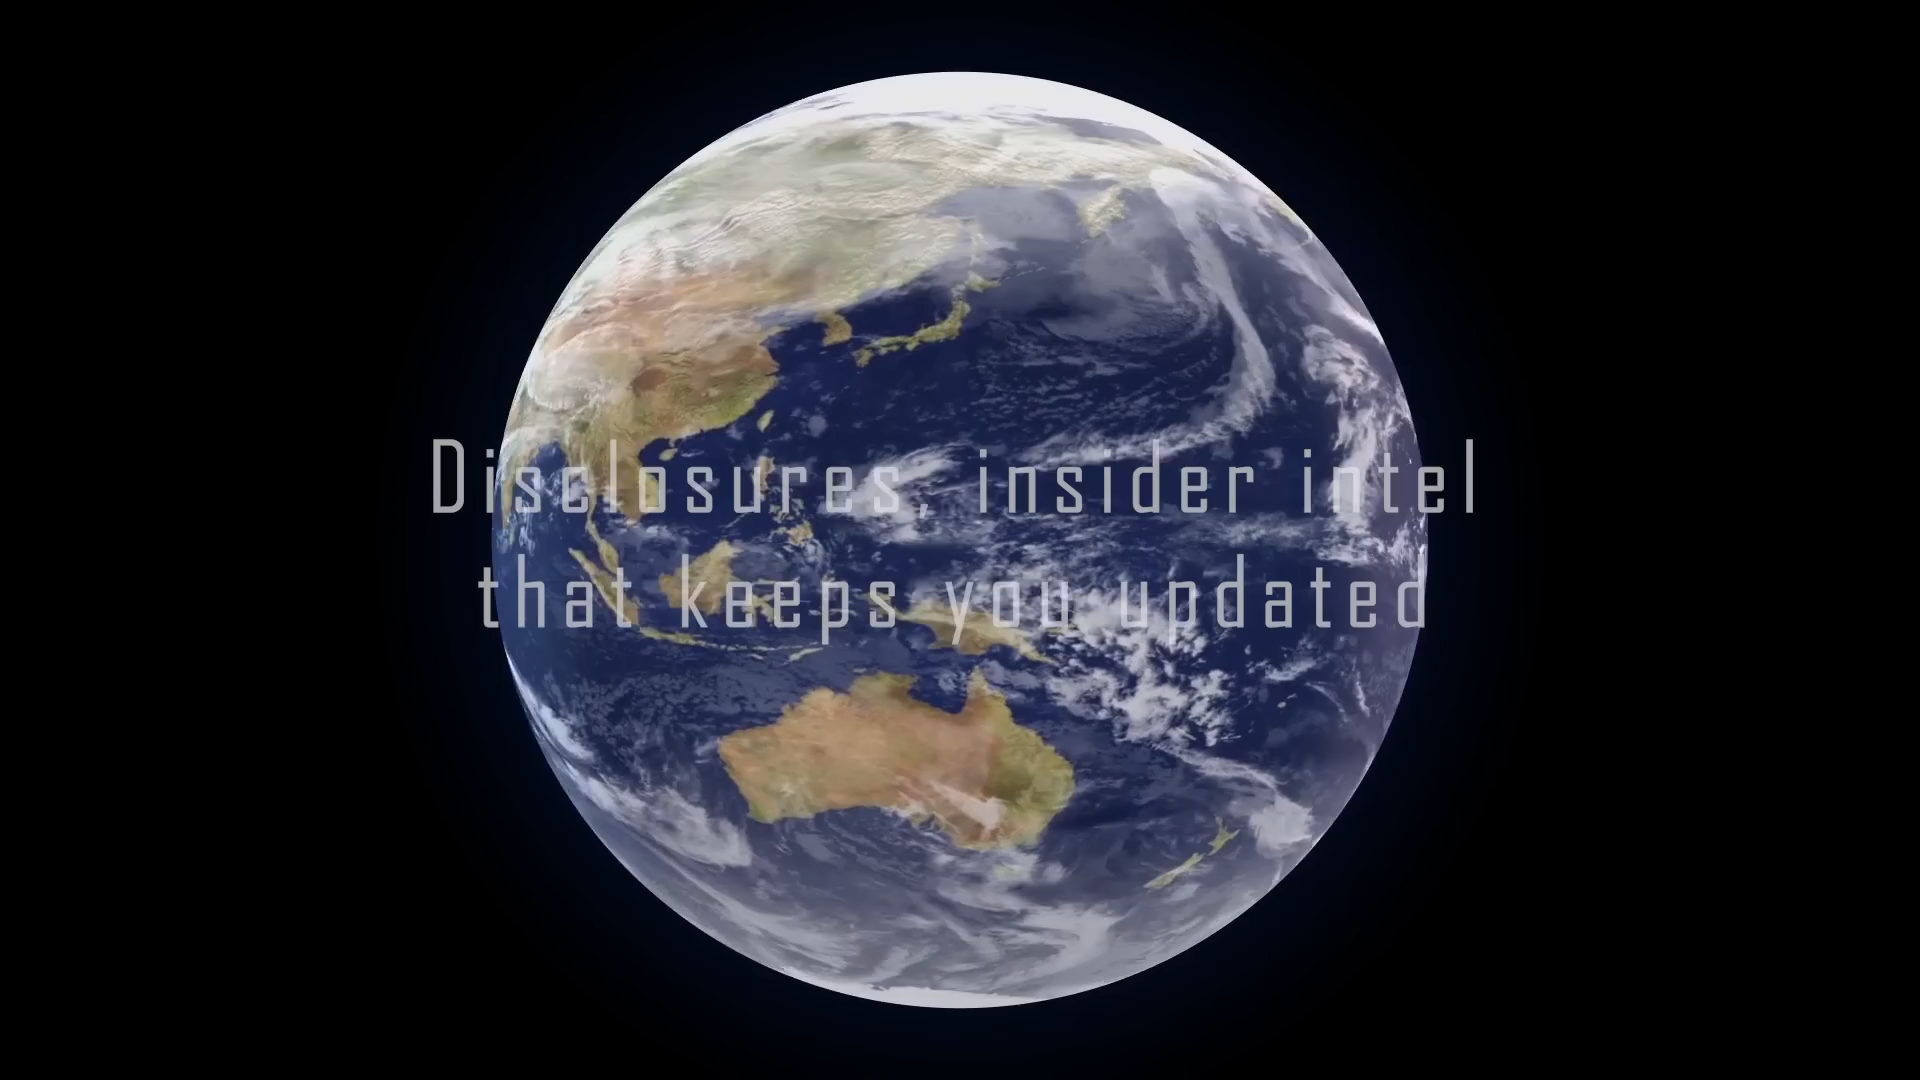 Disclosures, insider intel
that keeps you updated